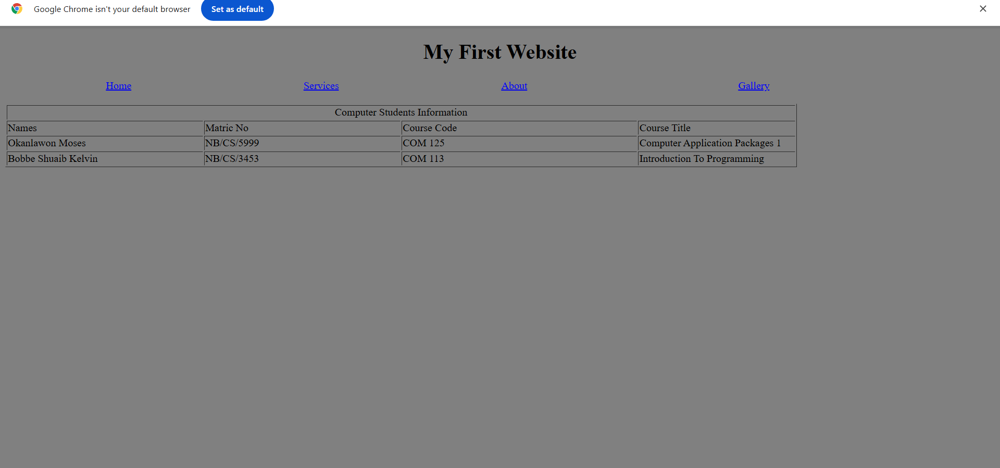 Google Chrome isn't your default browser Set as default
My First Website
Home Services About Gallery
Computer Students Information
Names Matric No Course Code Course Title
Okanlawon Moses NB/CS/5999 COM 125 Computer Application Packages 1
Bobbe Shuaib Kelvin NB/CS/3453 COM 113 Introduction To Programming